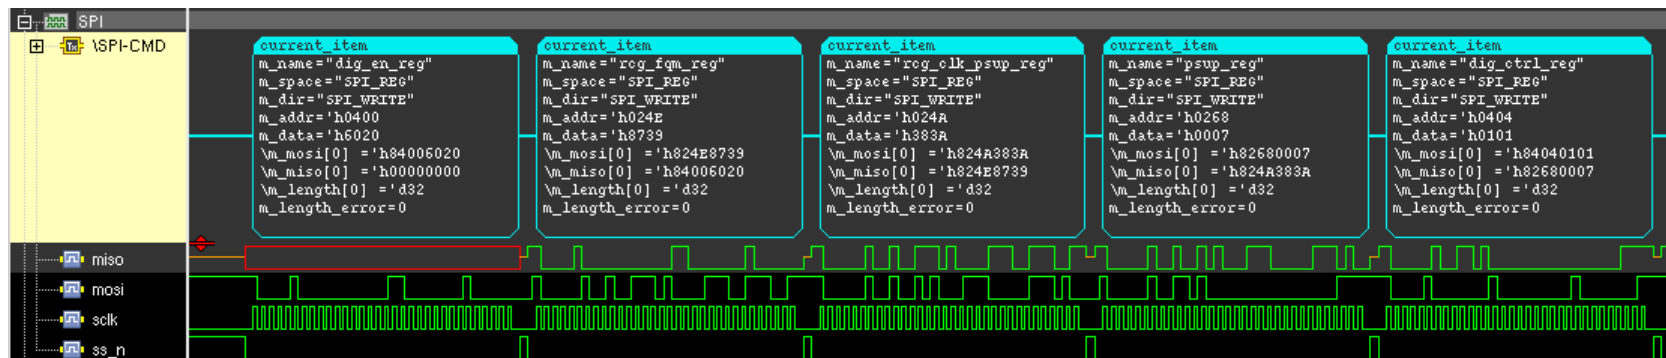 SPI
\SPI-CMD
current_item
m_name="dig_en_reg"
m_space="SPI_REG"
m_dir="SPI_WRITE"
m_addr='h0400
m_data='h6020
\m_mosi[0] ='h84006020
\m_miso[0] ='h00000000
\m_length[0] ='d32
m_length_error=0
current_item
m_name="rcg_fqm_reg"
m_space="SPI_REG"
m_dir="SPI_WRITE"
m_addr='h024E
m_data='h8739
\m_mosi[0] ='h824E8739
\m_miso[0] ='h84006020
\m_length[0] ='d32
m_length_error=0
current_item
m_name="rcg_clk_psup_reg"
m_space="SPI_REG"
m_dir="SPI_WRITE"
m_addr='h024A
m_data='h383A
\m_mosi[0] ='h824A383A
\m_miso[0] ='h824E8739
\m_length[0] ='d32
m_length_error=0
current_item
m_name="psup_reg"
m_space="SPI_REG"
m_dir="SPI_WRITE"
m_addr='h0268
m_data='h0007
\m_mosi[0] ='h82680007
\m_miso[0] ='h824A383A
\m_length[0] ='d32
m_length_error=0
current_item
m_name="dig_ctrl_reg"
m_space="SPI_REG"
m_dir="SPI_WRITE"
m_addr='h0404
m_data='h0101
\m_mosi[0] ='h84040101
\m_miso[0] ='h82680007
\m_length[0] ='d32
m_length_error=0
miso
mosi
sclk
ss_n